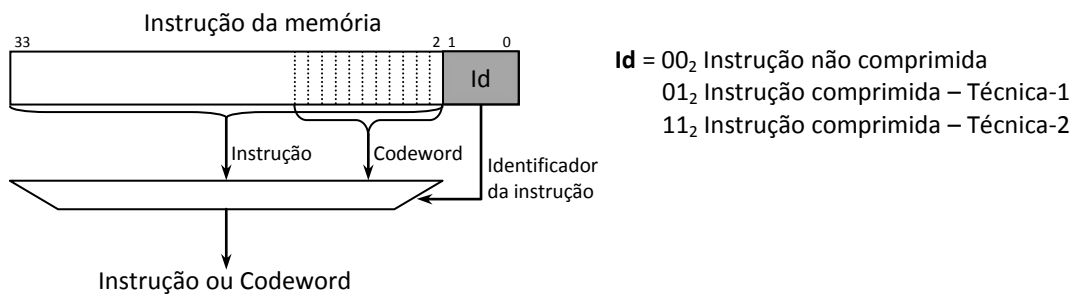 Instrução da memória
33 2 1 0
Id
Instrução
Codeword
Identificador
da instrução
Instrução ou Codeword
Id = 00₂ Instrução não comprimida
01₂ Instrução comprimida – Técnica-1
11₂ Instrução comprimida – Técnica-2